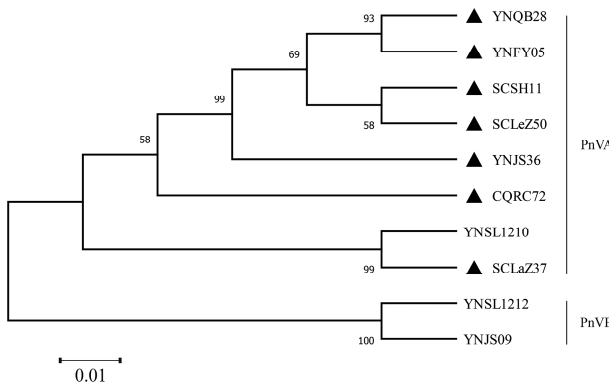 93
YNQB28
YNFY05
69
SCSH11
99
58
SCLeZ50
58
PnVA
YNJS36
CQRC72
YNSL1210
99
SCLaZ37
YNSL1212
100
YNJS09
0.01